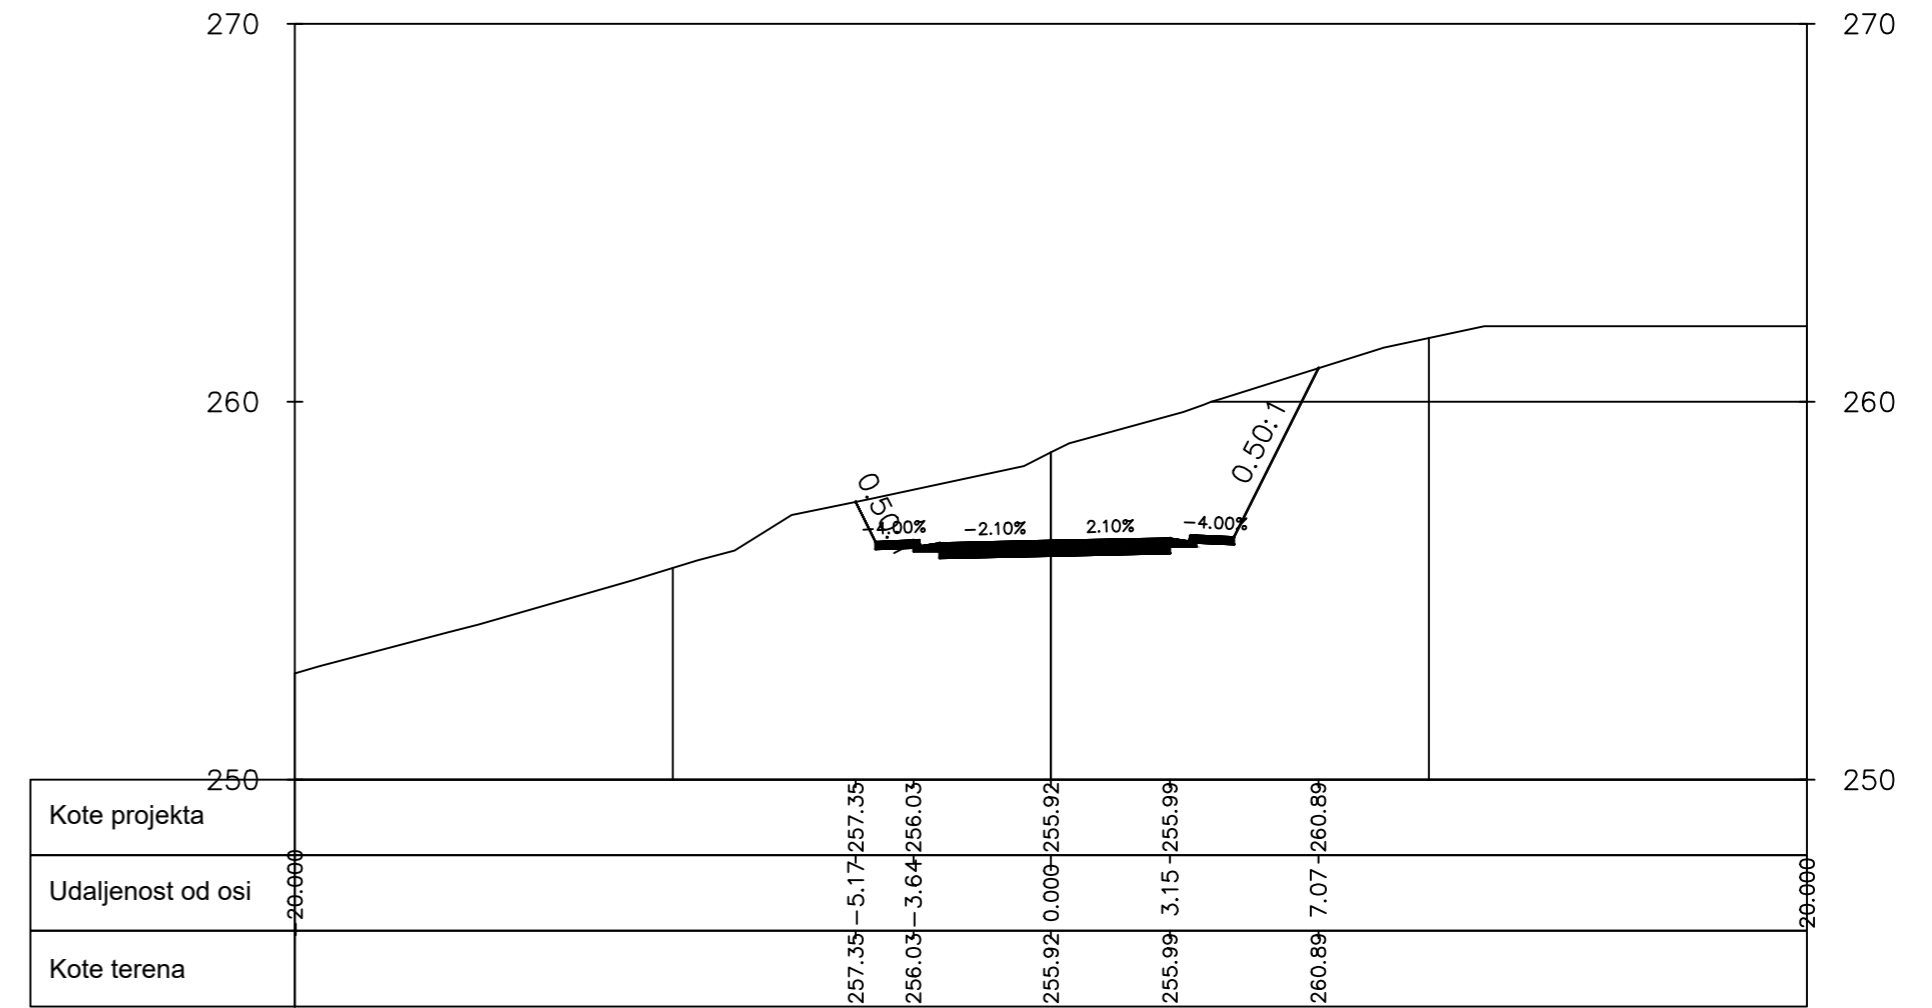 270 270
260 260
0.50:1
0.50:1
-4.00% -2.10% 2.10% -4.00%
250 250
Kote projekta 257.35 256.03 255.92 255.99 260.89
Udaljenost od osi -20.000 -5.17 -3.64 0.000 3.15 7.07 20.000
Kote terena 257.35 256.03 255.92 255.99 260.89